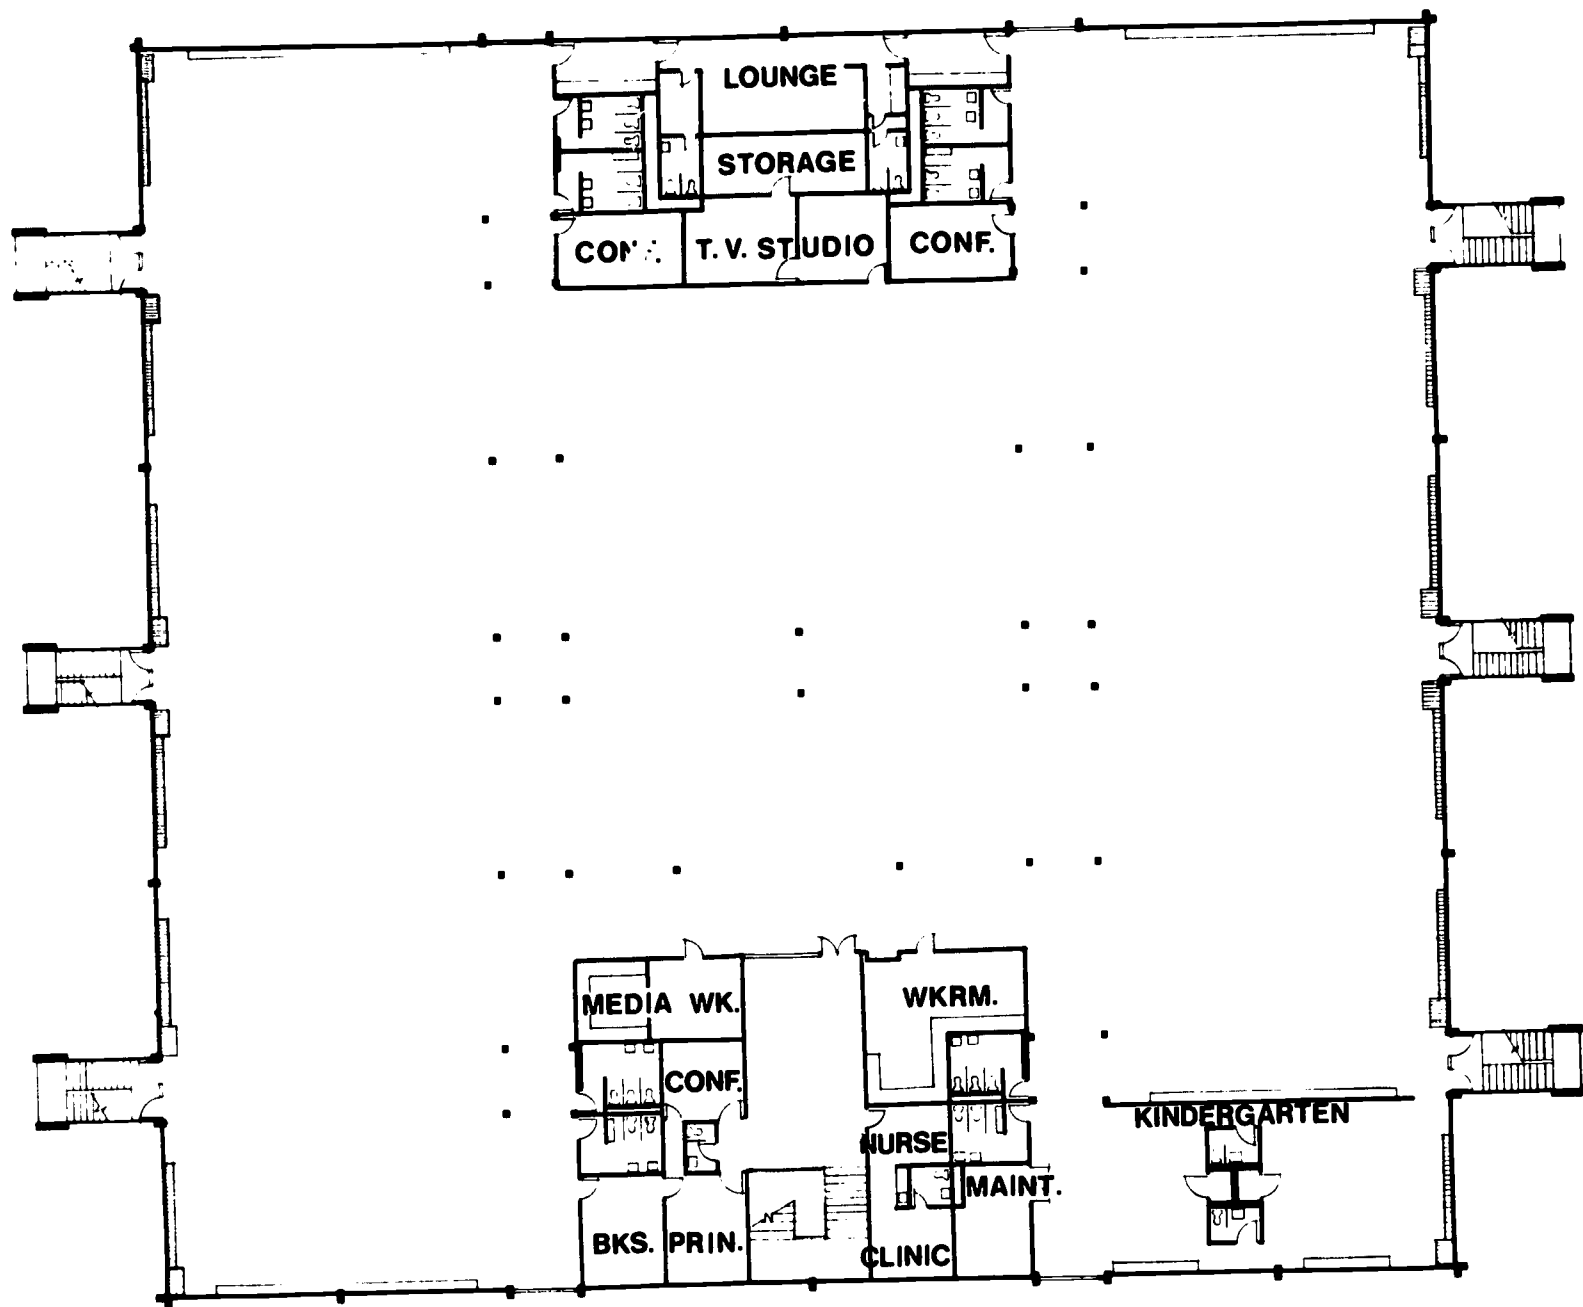 LOUNGE
STORAGE
T. V. STUDIO
CONF.
MEDIA WK.
WKRM.
CONF.
KINDERGARTEN
NURSE
MAINT.
BKS.
PRIN.
CLINIC